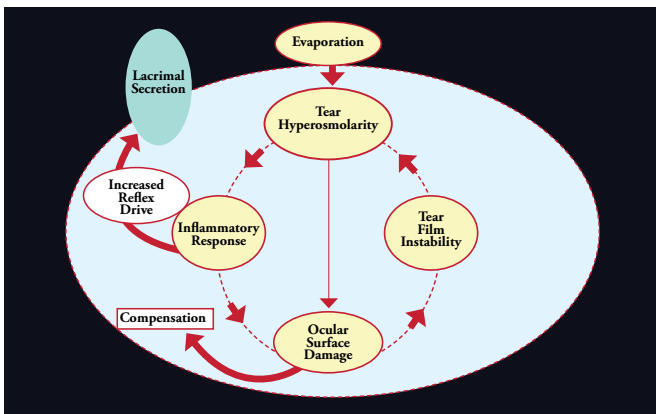 Evaporation
Lacrimal
Secretion
Tear
Hyperosmolarity
Increased
Reflex
Drive
Inflammatory
Response
Tear
Film
Instability
Compensation
Ocular
Surface
Damage